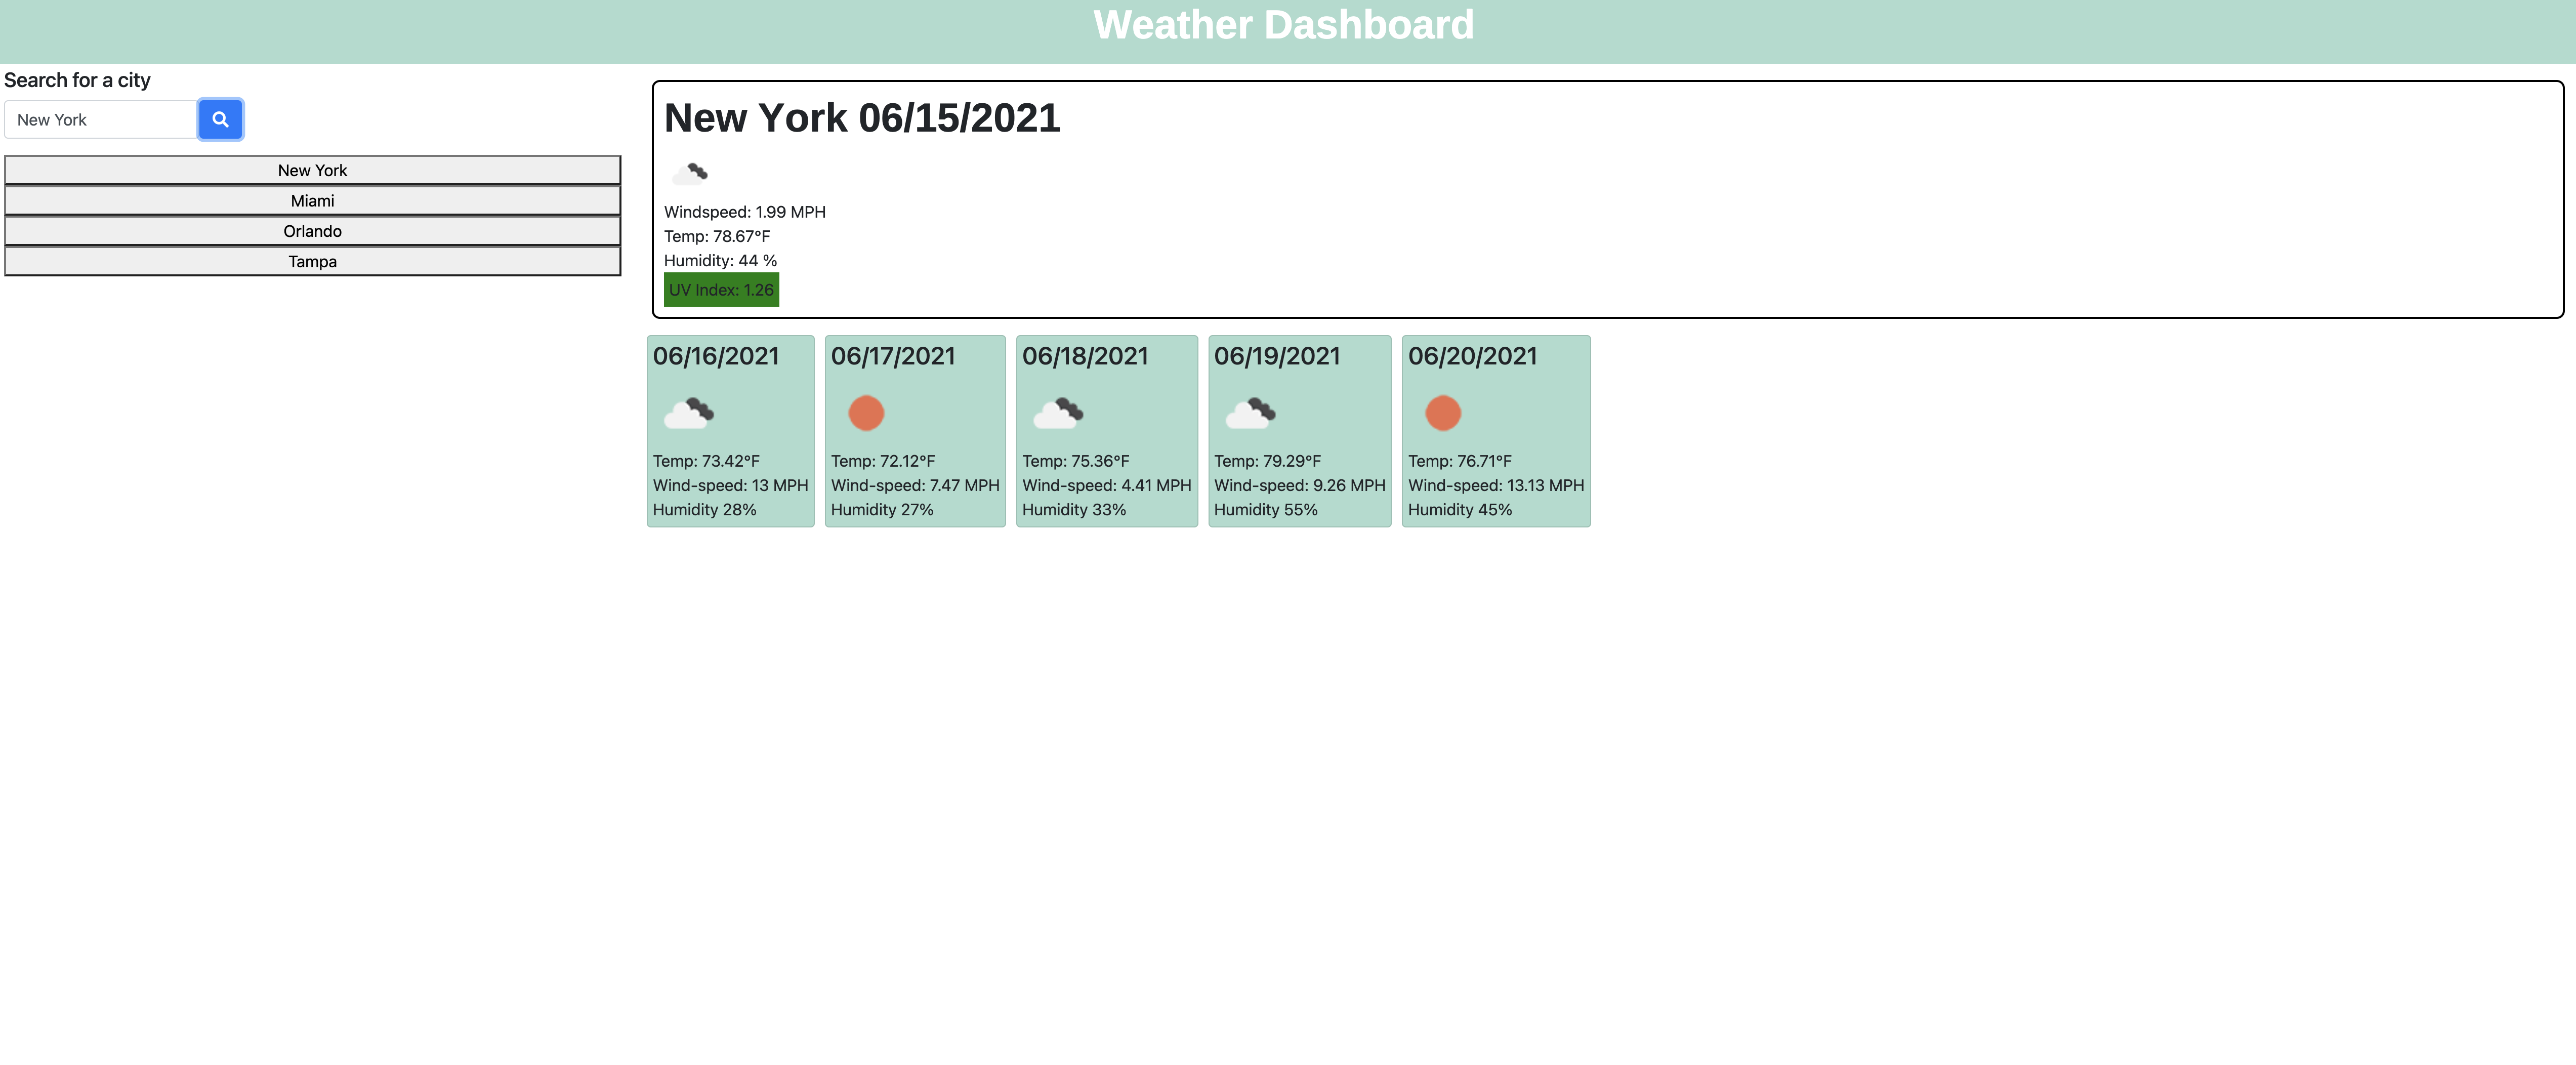 Weather Dashboard
Search for a city
New York
New York
Miami
Orlando
Tampa
New York 06/15/2021
Windspeed: 1.99 MPH
Temp: 78.67°F
Humidity: 44 %
UV Index: 1.26
06/16/2021
Temp: 73.42°F
Wind-speed: 13 MPH
Humidity 28%
06/17/2021
Temp: 72.12°F
Wind-speed: 7.47 MPH
Humidity 27%
06/18/2021
Temp: 75.36°F
Wind-speed: 4.41 MPH
Humidity 33%
06/19/2021
Temp: 79.29°F
Wind-speed: 9.26 MPH
Humidity 55%
06/20/2021
Temp: 76.71°F
Wind-speed: 13.13 MPH
Humidity 45%